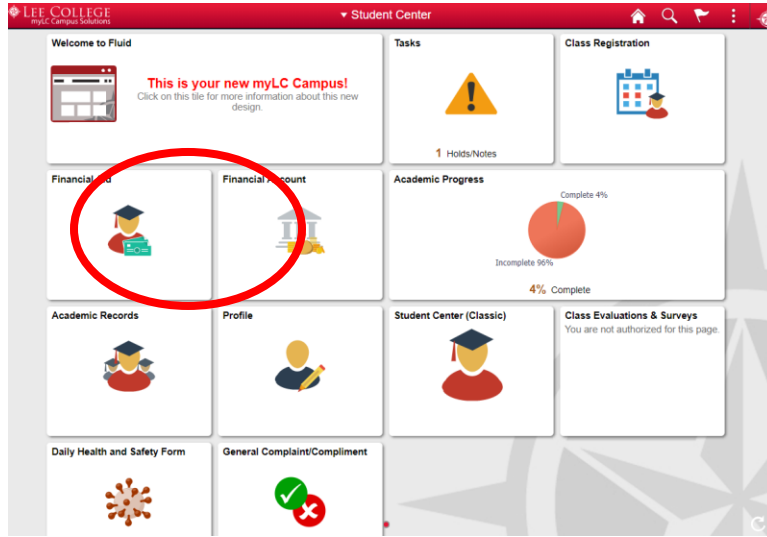 LEE COLLEGE
myLC Campus Solutions
Student Center
Welcome to Fluid
This is your new myLC Campus!
Click on this tile for more information about this new
design.
Tasks
1 Holds/Notes
Class Registration
Financial
Financial Account
Academic Progress
Complete 4%
Incomplete 96%
4% Complete
Academic Records
Profile
Student Center (Classic)
Class Evaluations & Surveys
You are not authorized for this page.
Daily Health and Safety Form
General Complaint/Compliment